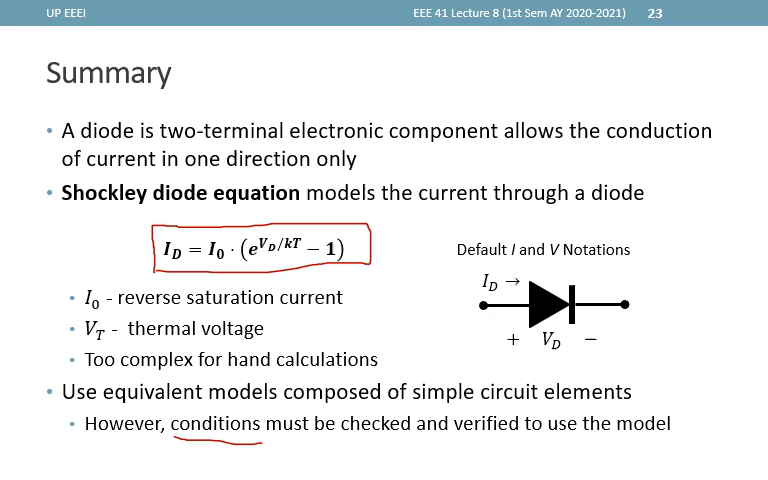 UP EEEI
EEE 41 Lecture 8 (1st Sem AY 2020-2021) 23
Summary
• A diode is two-terminal electronic component allows the conduction
of current in one direction only
• Shockley diode equation models the current through a diode
I_D = I_0 · (e^{V_D/kT} − 1)
Default I and V Notations
I_D →
+ V_D −
• I_0 - reverse saturation current
• V_T - thermal voltage
• Too complex for hand calculations
• Use equivalent models composed of simple circuit elements
• However, conditions must be checked and verified to use the model